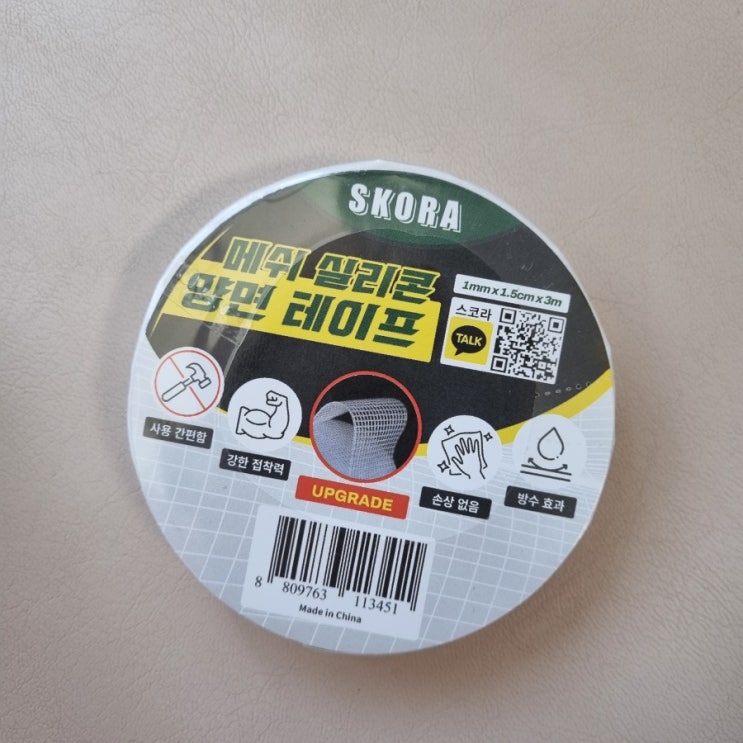 SKORA
메쉬 실리콘
양면 테이프
1mm x 1.5cm x 3m
스코라
TALK
사용 간편함
강한 접착력
UPGRADE
손상 없음
방수 효과
8 809763 113451
Made in China